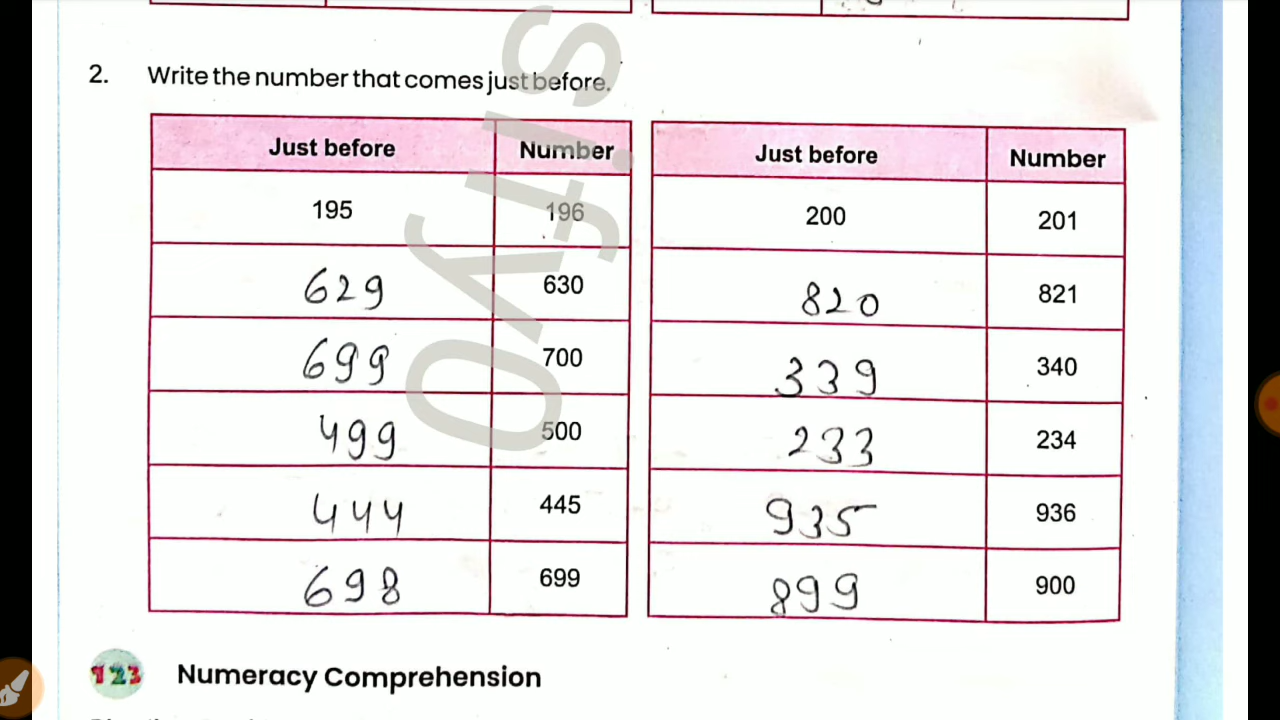 2. Write the number that comes just before.
Just before Number
195 196
629 630
699 700
499 500
444 445
698 699
Just before Number
200 201
820 821
339 340
233 234
935 936
899 900
sifyo
123 Numeracy Comprehension